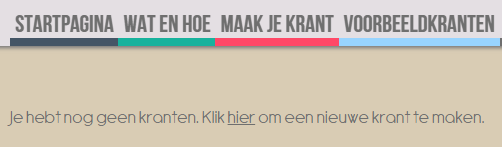 STARTPAGINA WAT EN HOE MAAK JE KRANT VOORBEELDKRANTEN
Je hebt nog geen kranten. Klik hier om een nieuwe krant te maken.